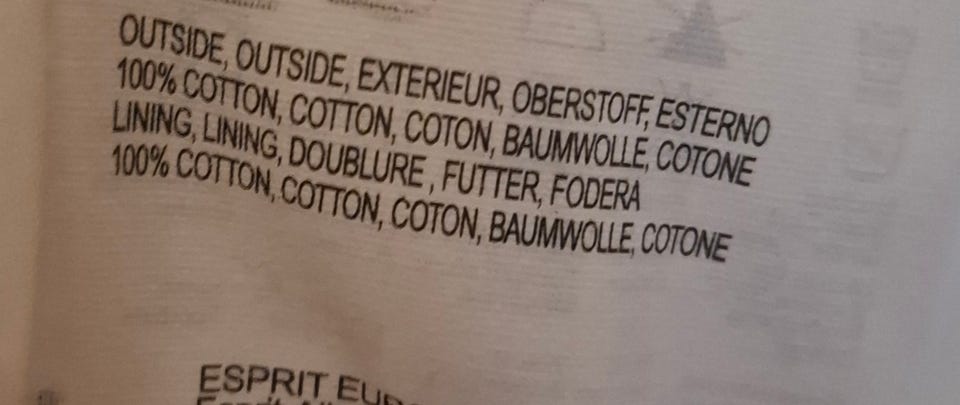 OUTSIDE, OUTSIDE, EXTERIEUR, OBERSTOFF, ESTERNO
100% COTTON, COTTON, COTON, BAUMWOLLE, COTONE
LINING, LINING, DOUBLURE, FUTTER, FODERA
100% COTTON, COTTON, COTON, BAUMWOLLE, COTONE
ESPRIT